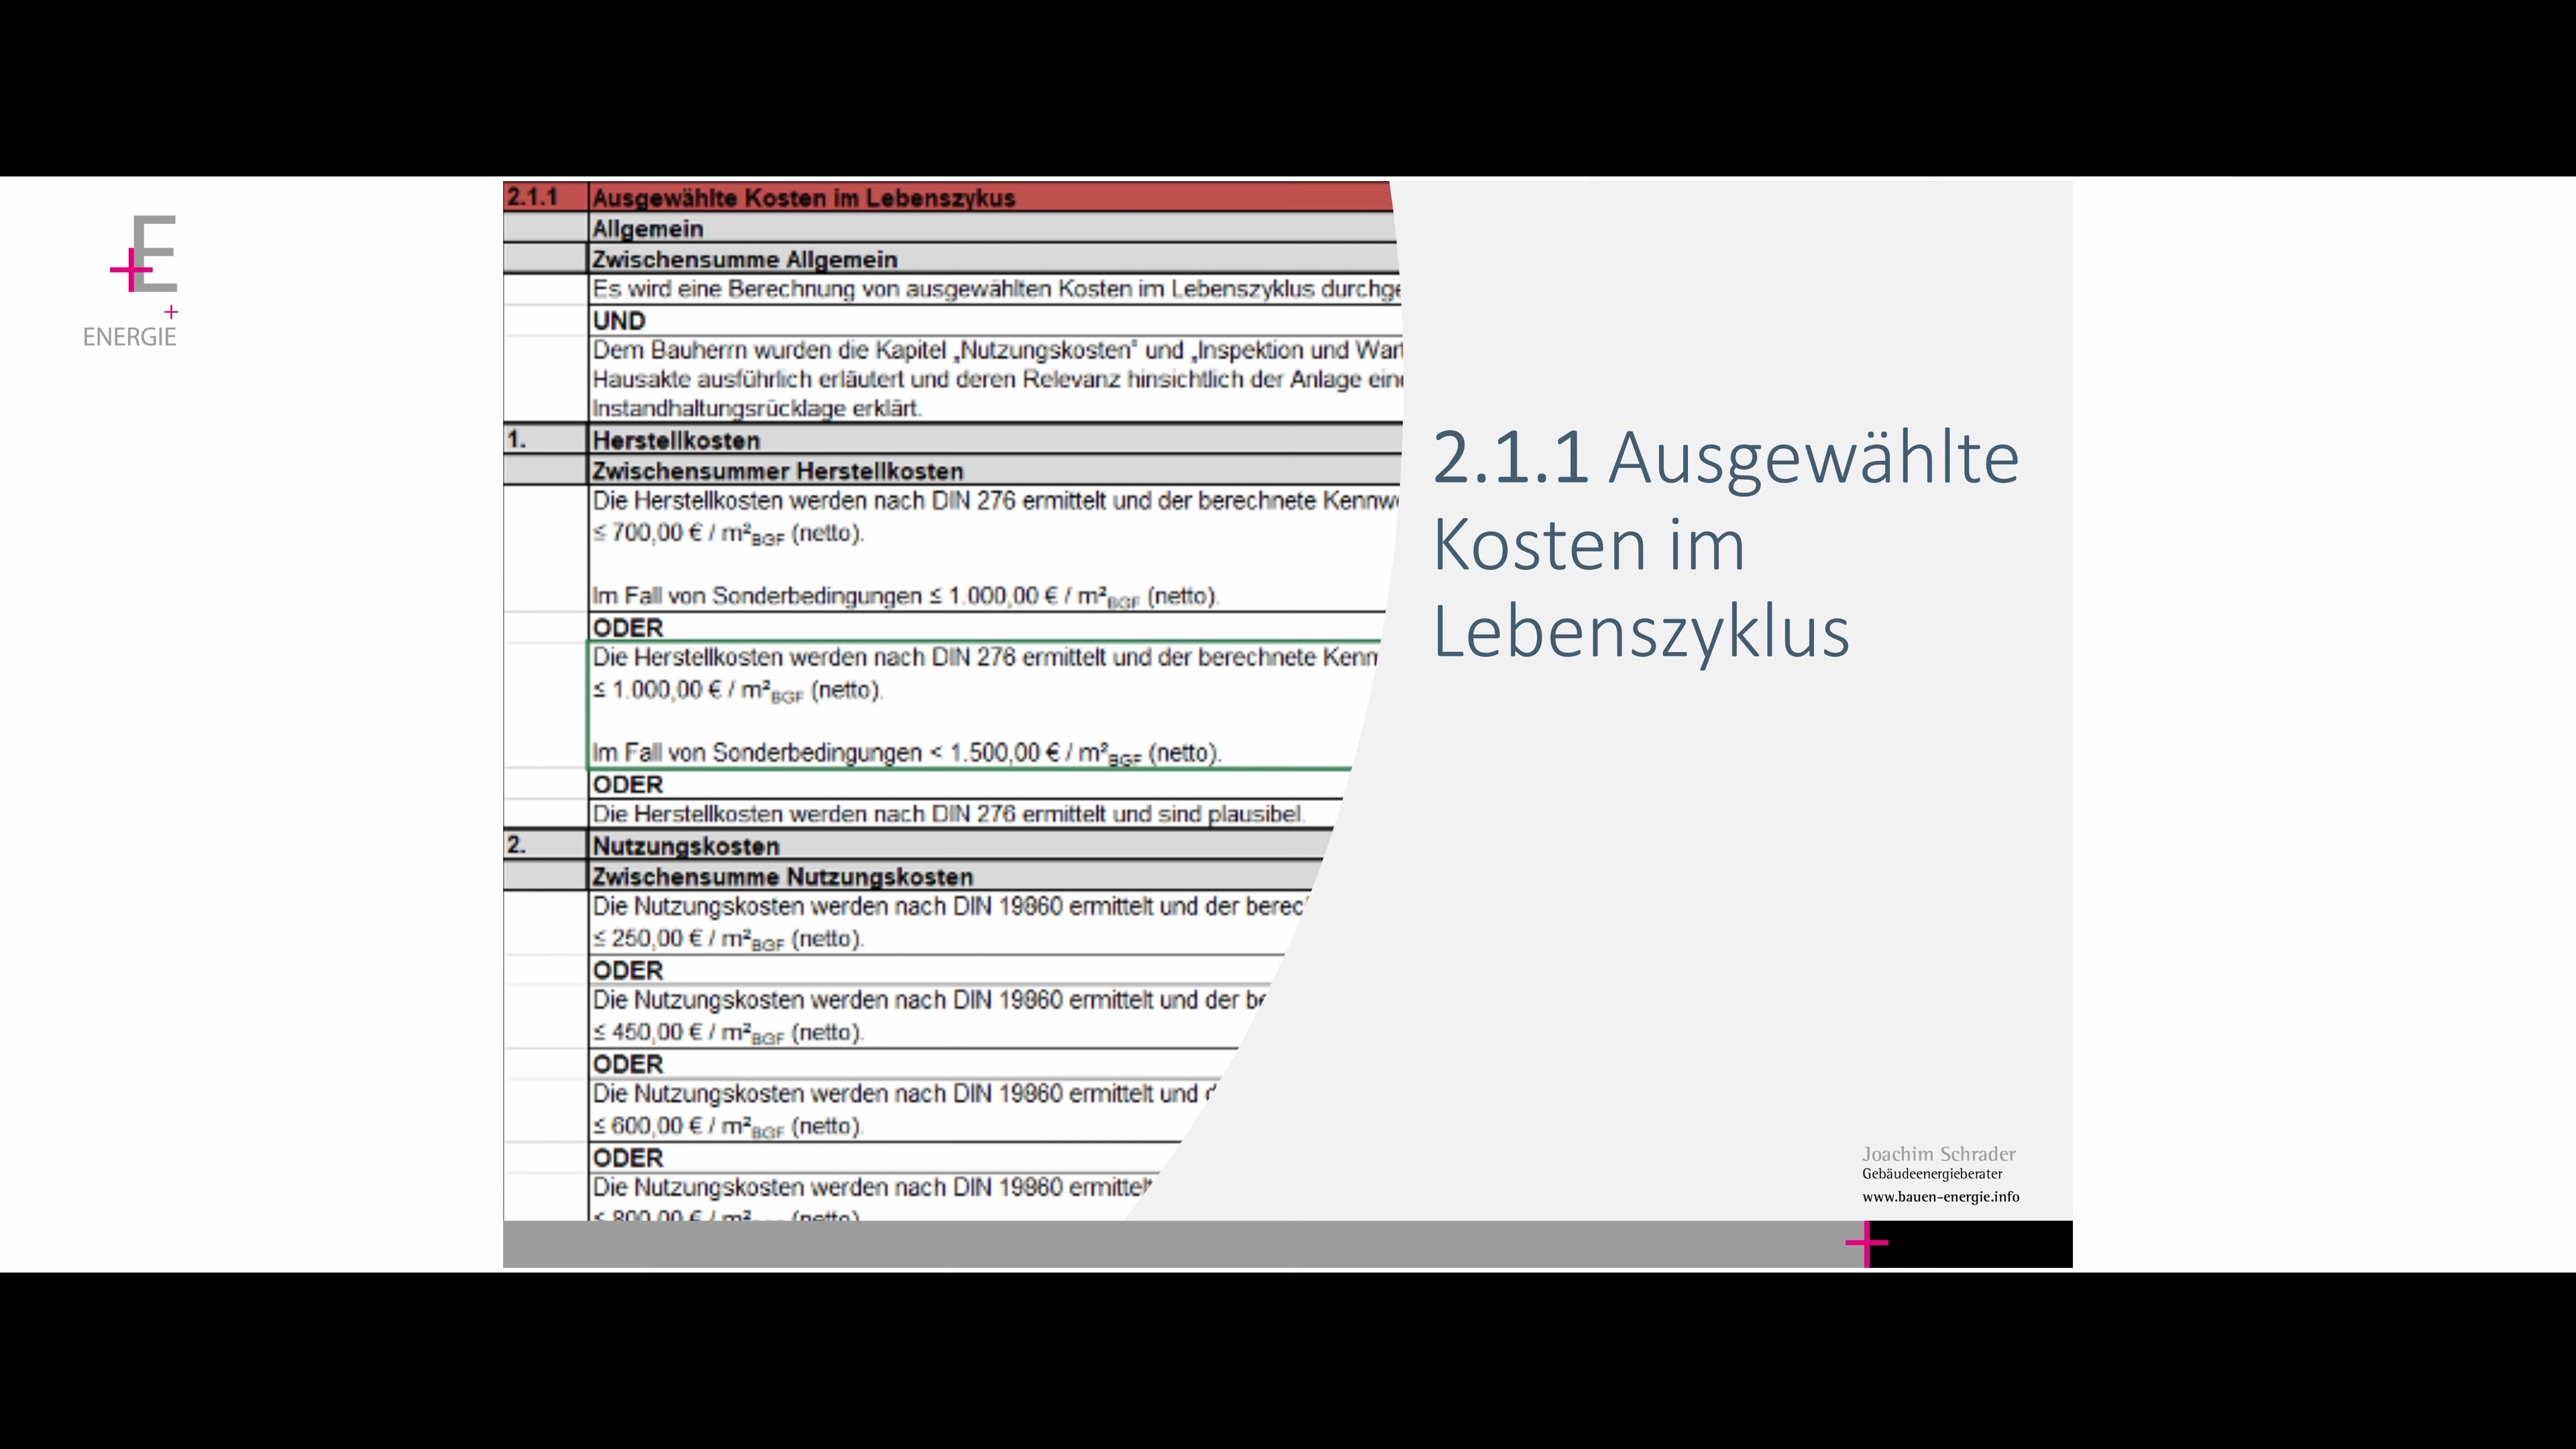 E
ENERGIE
2.1.1 Ausgewählte Kosten im Lebenszykus
Allgemein
Zwischensumme Allgemein
Es wird eine Berechnung von ausgewählten Kosten im Lebenszyklus
UND
Dem Bauherrn wurden die Kapitel „Nutzungskosten“ und „Inspektion und
Hausakte ausführlich erläutert und deren Relevanz hinsichtlich der Anlage
Instandhaltungsrücklage erklärt.
1. Herstellkosten
Zwischensummer Herstellkosten
Die Herstellkosten werden nach DIN 276 ermittelt und der berechnete
≤ 700,00 € / m²BGF (netto).
Im Fall von Sonderbedingungen ≤ 1.000,00 € / m²BGF (netto).
ODER
Die Herstellkosten werden nach DIN 276 ermittelt und der berechnete
≤ 1.000,00 € / m²BGF (netto).
Im Fall von Sonderbedingungen < 1.500,00 € / m²BGF (netto).
ODER
Die Herstellkosten werden nach DIN 276 ermittelt und sind plausibel.
2. Nutzungskosten
Zwischensumme Nutzungskosten
Die Nutzungskosten werden nach DIN 19960 ermittelt und der
≤ 250,00 € / m²BGF (netto).
ODER
Die Nutzungskosten werden nach DIN 19960 ermittelt und der
≤ 450,00 € / m²BGF (netto).
ODER
Die Nutzungskosten werden nach DIN 19960 ermittelt und
≤ 600,00 € / m²BGF (netto).
ODER
Die Nutzungskosten werden nach DIN 19960 ermittelt
2.1.1 Ausgewählte
Kosten im
Lebenszyklus
Joachim Schrader
Gebäudeenergieberater
www.bauen-energie.info